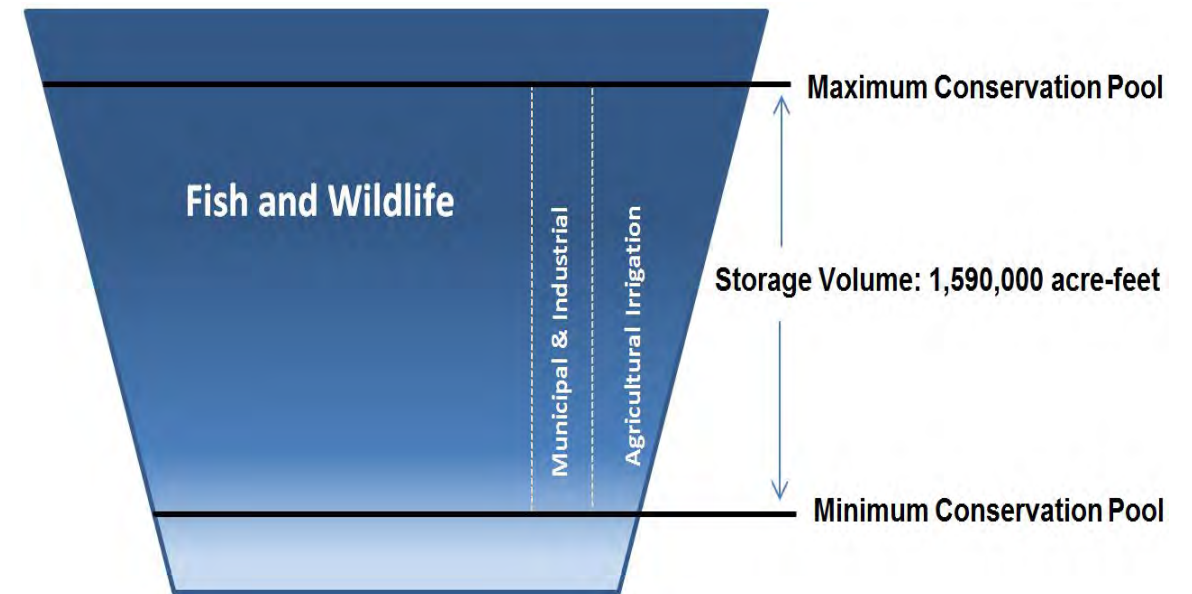 Maximum Conservation Pool
Fish and Wildlife
Municipal & Industrial
Agricultural Irrigation
Storage Volume: 1,590,000 acre-feet
Minimum Conservation Pool